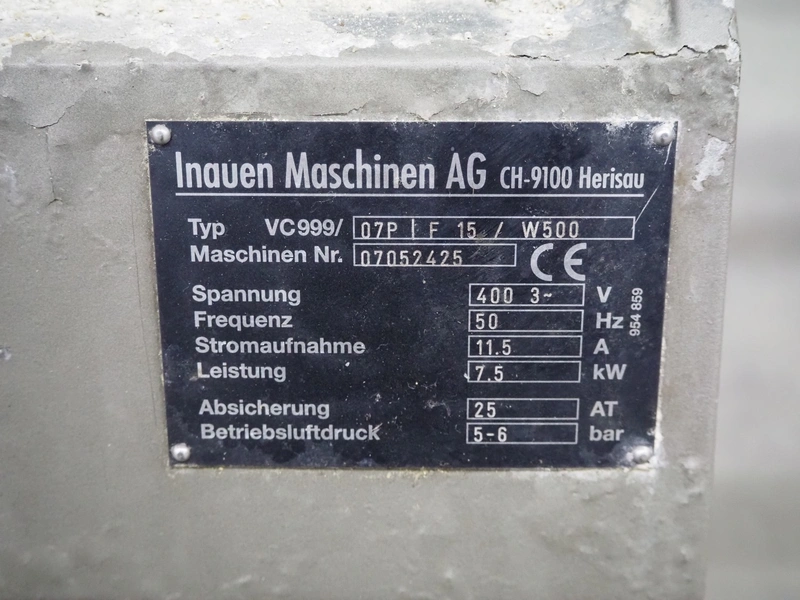 Inauen Maschinen AG CH-9100 Herisau
Typ VC999/ 07P | F 15 / W500
Maschinen Nr. 07052425 CE
Spannung 400 3~ V
Frequenz 50 Hz
Stromaufnahme 11.5 A
Leistung 7.5 kW
954 859
Absicherung 25 AT
Betriebsluftdruck 5-6 bar